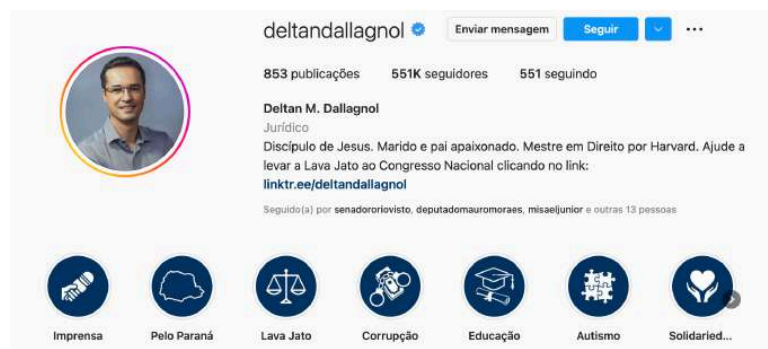 deltandallagnol Enviar mensagem Seguir
853 publicações 551K seguidores 551 seguindo
Deltan M. Dallagnol
Jurídico
Discípulo de Jesus. Marido e pai apaixonado. Mestre em Direito por Harvard. Ajude a
levar a Lava Jato ao Congresso Nacional clicando no link:
linktr.ee/deltandallagnol
Seguido(a) por senadororiovisto, deputadomauromoraes, misaeljunior e outras 13 pessoas
Imprensa Pelo Paraná Lava Jato Corrupção Educação Autismo Solidaried...